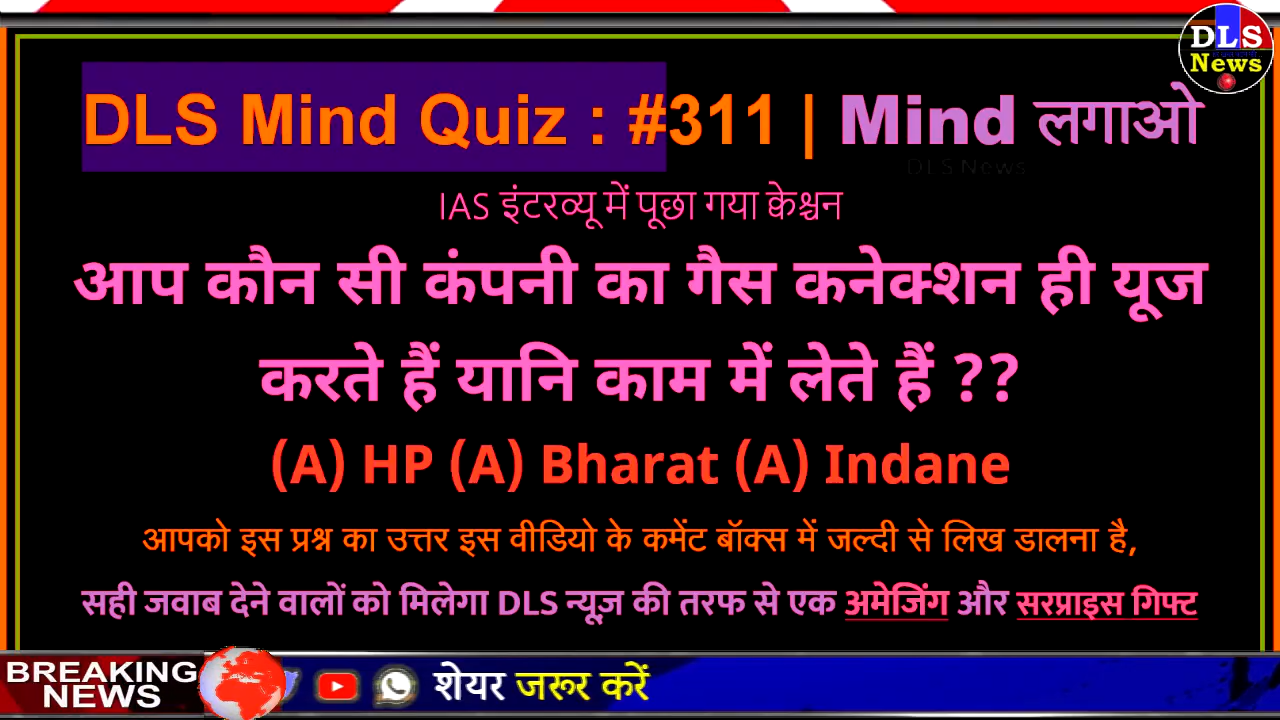 DLS News
DLS Mind Quiz : #311 | Mind लगाओ
DLS News
IAS इंटरव्यू में पूछा गया क्वेश्चन
आप कौन सी कंपनी का गैस कनेक्शन ही यूज
करते हैं यानि काम में लेते हैं ??
(A) HP (A) Bharat (A) Indane
आपको इस प्रश्न का उत्तर इस वीडियो के कमेंट बॉक्स में जल्दी से लिख डालना है,
सही जवाब देने वालों को मिलेगा DLS न्यूज़ की तरफ से एक अमेजिंग और सरप्राइस गिफ्ट
BREAKING NEWS
शेयर जरूर करें